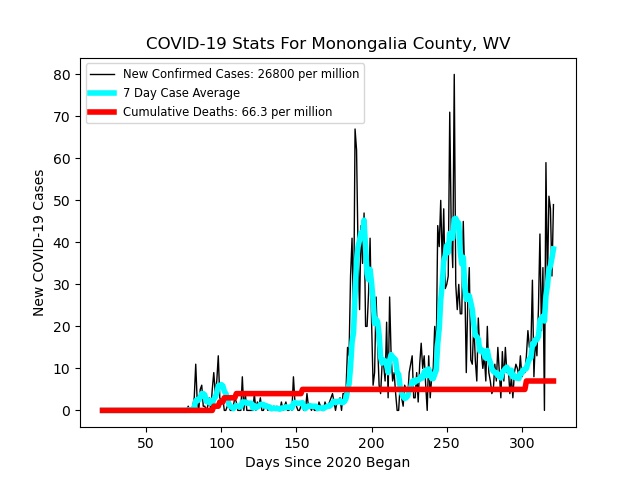 COVID-19 Stats For Monongalia County, WV
New Confirmed Cases: 26800 per million
7 Day Case Average
Cumulative Deaths: 66.3 per million
New COVID-19 Cases
80
70
60
50
40
30
20
10
0
50
100
150
200
250
300
Days Since 2020 Began